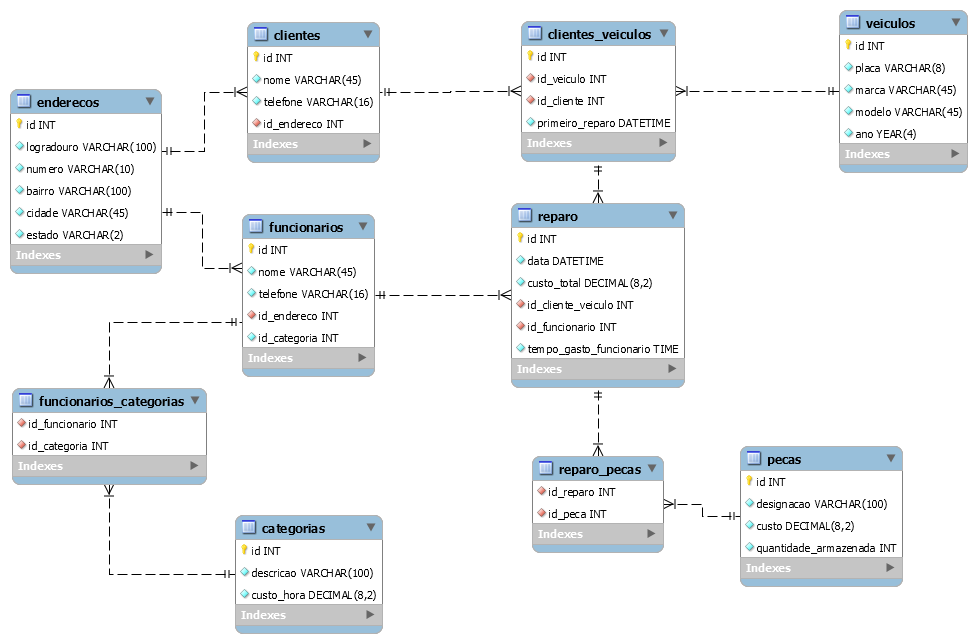 clientes
id INT
nome VARCHAR(45)
telefone VARCHAR(16)
id_endereco INT
Indexes
clientes_veiculos
id INT
id_veiculo INT
id_cliente INT
primeiro_reparo DATETIME
Indexes
veiculos
id INT
placa VARCHAR(8)
marca VARCHAR(45)
modelo VARCHAR(45)
ano YEAR(4)
Indexes
enderecos
id INT
logradouro VARCHAR(100)
numero VARCHAR(10)
bairro VARCHAR(100)
cidade VARCHAR(45)
estado VARCHAR(2)
Indexes
funcionarios
id INT
nome VARCHAR(45)
telefone VARCHAR(16)
id_endereco INT
id_categoria INT
Indexes
reparo
id INT
data DATETIME
custo_total DECIMAL(8,2)
id_cliente_veiculo INT
id_funcionario INT
tempo_gasto_funcionario TIME
Indexes
funcionarios_categorias
id_funcionario INT
id_categoria INT
Indexes
reparo_pecas
id_reparo INT
id_peca INT
Indexes
pecas
id INT
designacao VARCHAR(100)
custo DECIMAL(8,2)
quantidade_armazenada INT
Indexes
categorias
id INT
descricao VARCHAR(100)
custo_hora DECIMAL(8,2)
Indexes